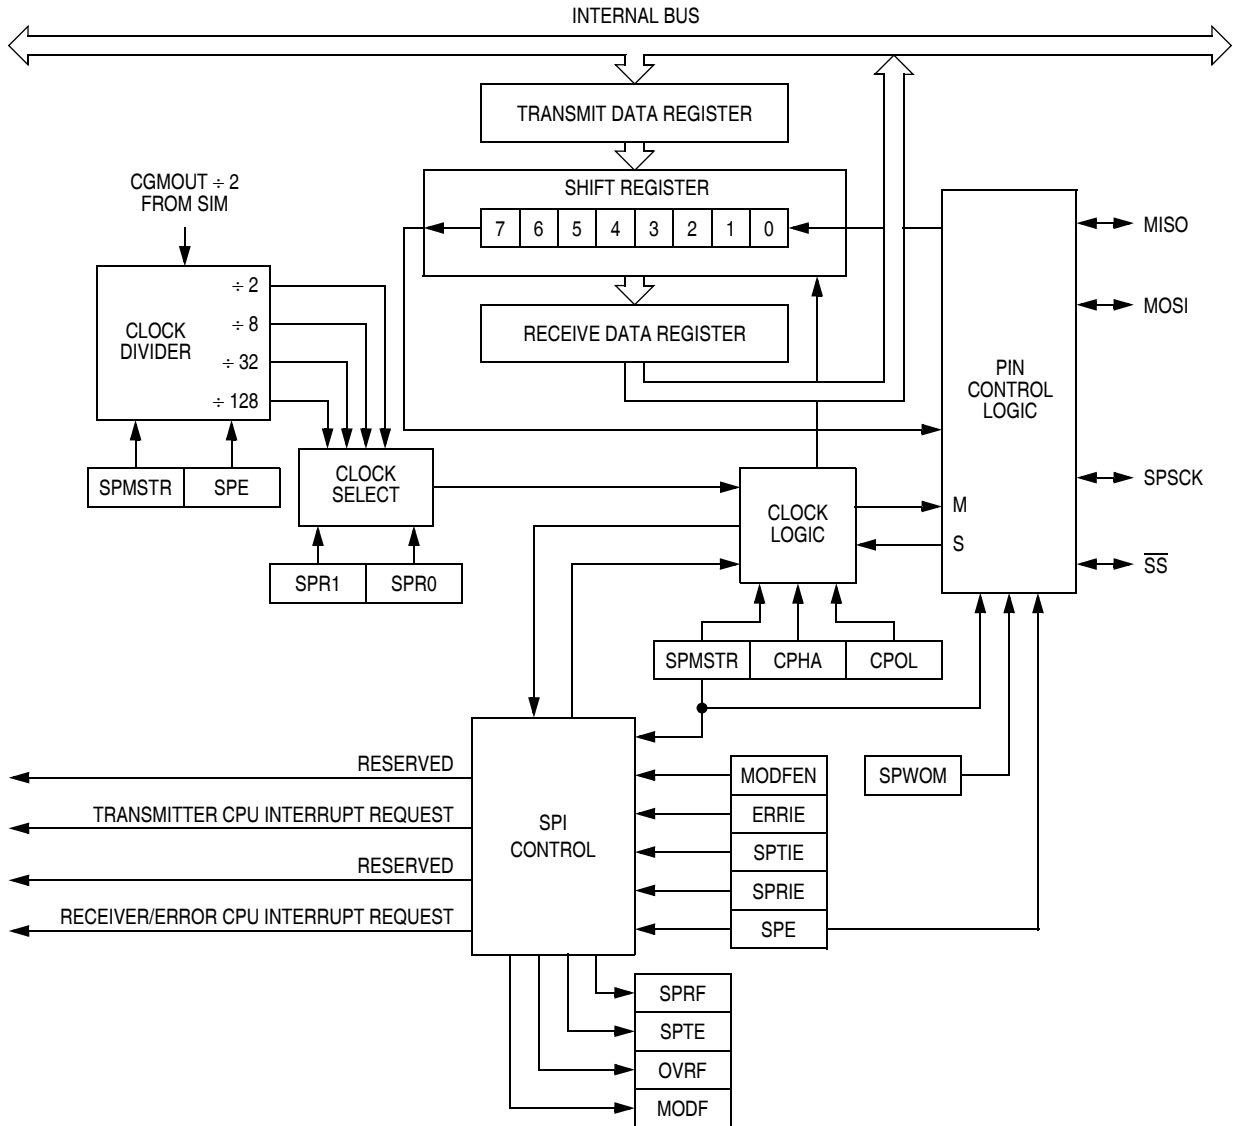 INTERNAL BUS
TRANSMIT DATA REGISTER
SHIFT REGISTER
7 6 5 4 3 2 1 0
RECEIVE DATA REGISTER
CGMOUT ÷ 2
FROM SIM
CLOCK
DIVIDER
÷ 2
÷ 8
÷ 32
÷ 128
SPMSTR SPE
CLOCK
SELECT
SPR1 SPR0
CLOCK
LOGIC
PIN
CONTROL
LOGIC
M
S
MISO
MOSI
SPSCK
S̅S̅
SPMSTR CPHA CPOL
SPWOM
MODFEN
ERRIE
SPTIE
SPRIE
SPE
SPI
CONTROL
RESERVED
TRANSMITTER CPU INTERRUPT REQUEST
RESERVED
RECEIVER/ERROR CPU INTERRUPT REQUEST
SPRF
SPTE
OVRF
MODF